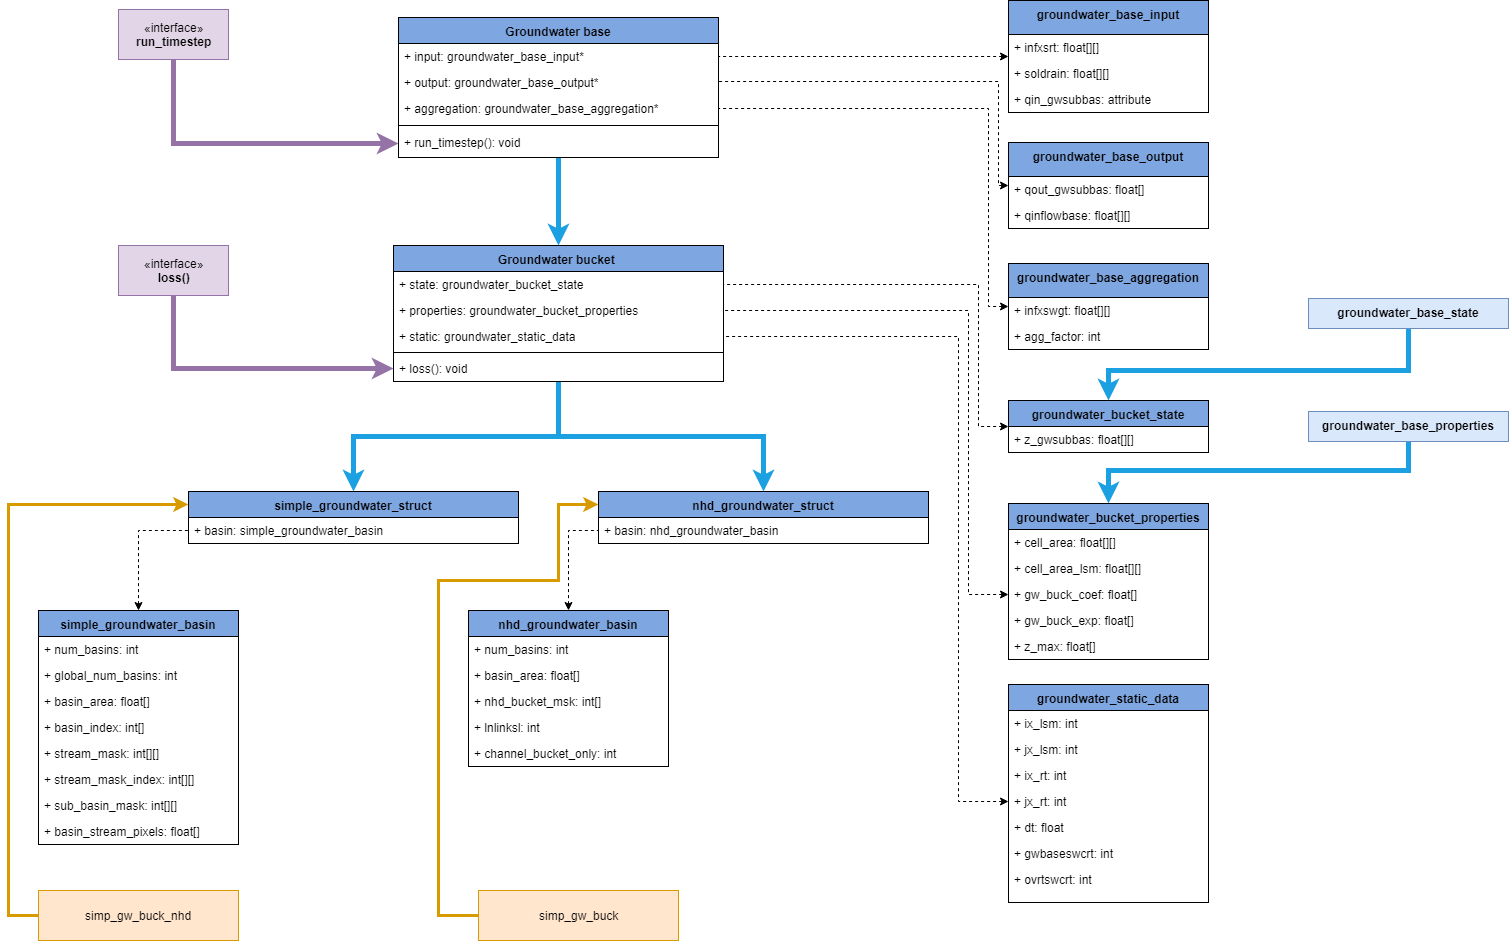 «interface»
run_timestep
Groundwater base
+ input: groundwater_base_input*
+ output: groundwater_base_output*
+ aggregation: groundwater_base_aggregation*
+ run_timestep(): void
groundwater_base_input
+ infxsrt: float[][]
+ soldrain: float[][]
+ qin_gwsubbas: attribute
groundwater_base_output
+ qout_gwsubbas: float[]
+ qinflowbase: float[][]
«interface»
loss()
Groundwater bucket
+ state: groundwater_bucket_state
+ properties: groundwater_bucket_properties
+ static: groundwater_static_data
+ loss(): void
groundwater_base_aggregation
+ infxswgt: float[][]
+ agg_factor: int
groundwater_base_state
groundwater_bucket_state
+ z_gwsubbas: float[][]
groundwater_base_properties
simple_groundwater_struct
+ basin: simple_groundwater_basin
nhd_groundwater_struct
+ basin: nhd_groundwater_basin
groundwater_bucket_properties
+ cell_area: float[][]
+ cell_area_lsm: float[][]
+ gw_buck_coef: float[]
+ gw_buck_exp: float[]
+ z_max: float[]
simple_groundwater_basin
+ num_basins: int
+ global_num_basins: int
+ basin_area: float[]
+ basin_index: int[]
+ stream_mask: int[][]
+ stream_mask_index: int[][]
+ sub_basin_mask: int[][]
+ basin_stream_pixels: float[]
nhd_groundwater_basin
+ num_basins: int
+ basin_area: float[]
+ nhd_bucket_msk: int[]
+ lnlinksl: int
+ channel_bucket_only: int
groundwater_static_data
+ ix_lsm: int
+ jx_lsm: int
+ ix_rt: int
+ jx_rt: int
+ dt: float
+ gwbaseswcrt: int
+ ovrtswcrt: int
simp_gw_buck_nhd
simp_gw_buck